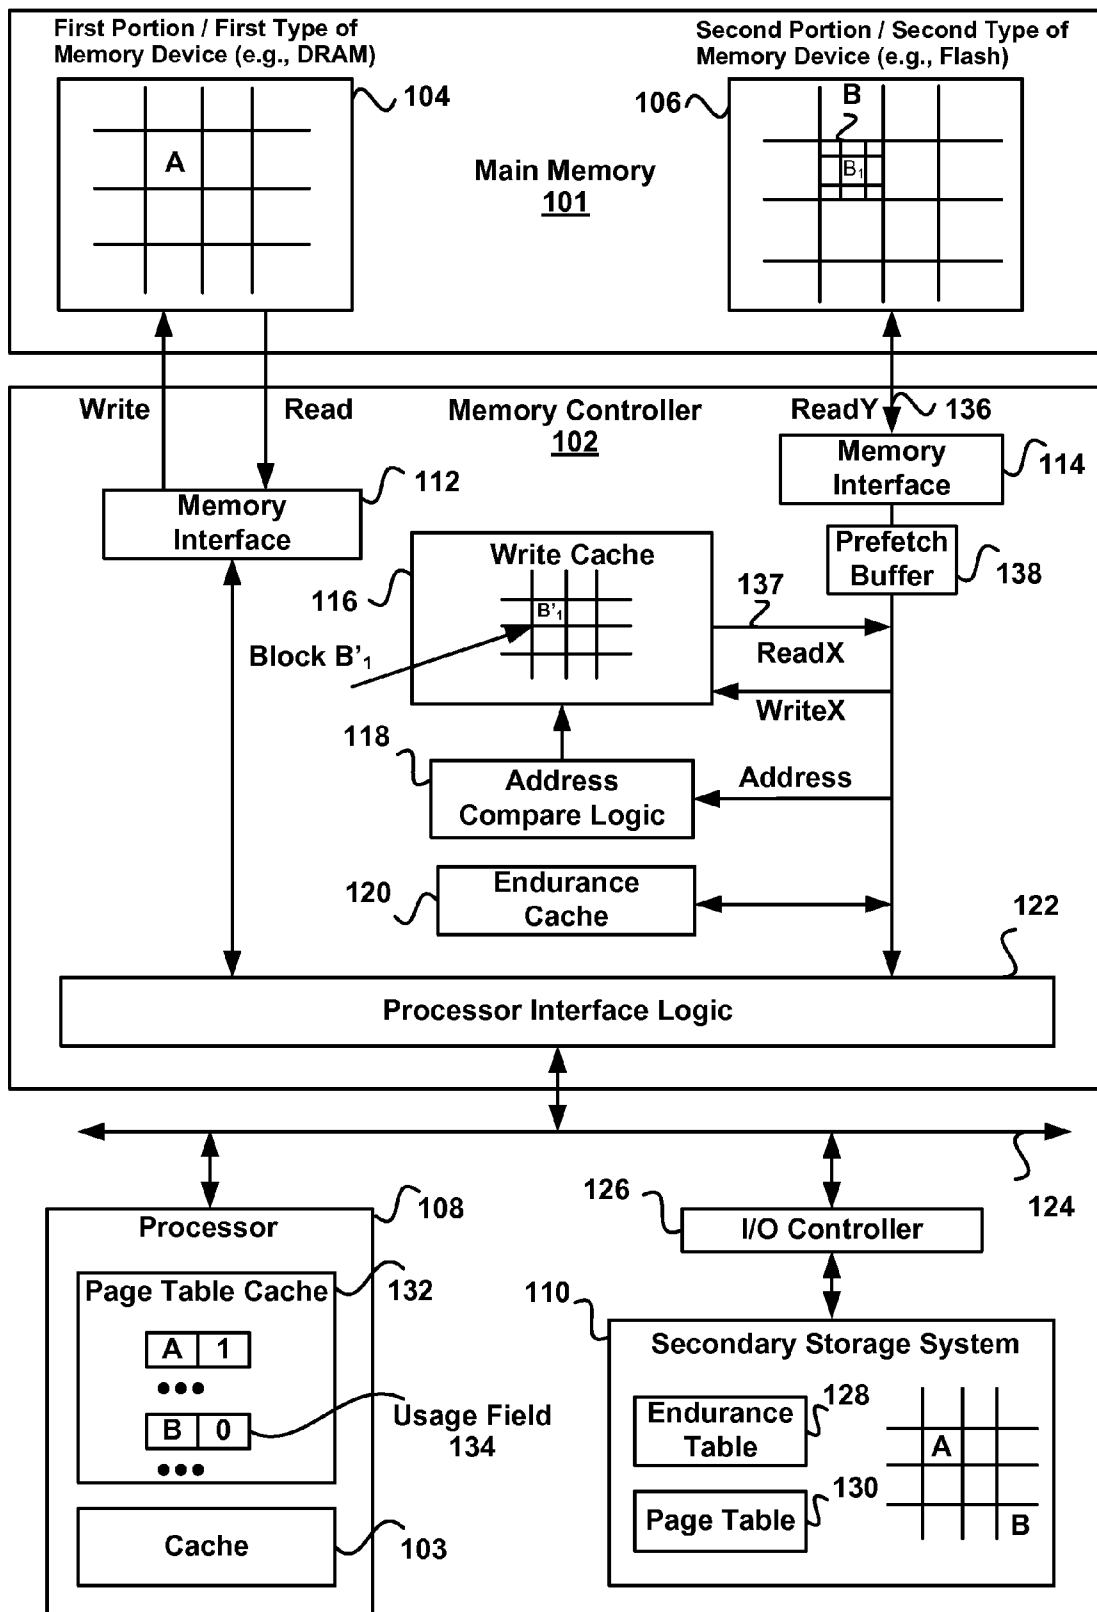 First Portion / First Type of
Memory Device (e.g., DRAM)
Second Portion / Second Type of
Memory Device (e.g., Flash)
104
106
A
B
B1
Main Memory
101
Write
Read
Memory Controller
102
ReadY
136
Memory
Interface
114
112
Memory
Interface
Write Cache
116
B'1
Prefetch
Buffer
138
137
Block B'1
ReadX
WriteX
118
Address
Compare Logic
Address
120
Endurance
Cache
122
Processor Interface Logic
124
126
I/O Controller
108
Processor
Page Table Cache
132
A 1
•••
B 0
•••
Usage Field
134
Cache
103
110
Secondary Storage System
Endurance
Table
128
Page Table
130
A
B